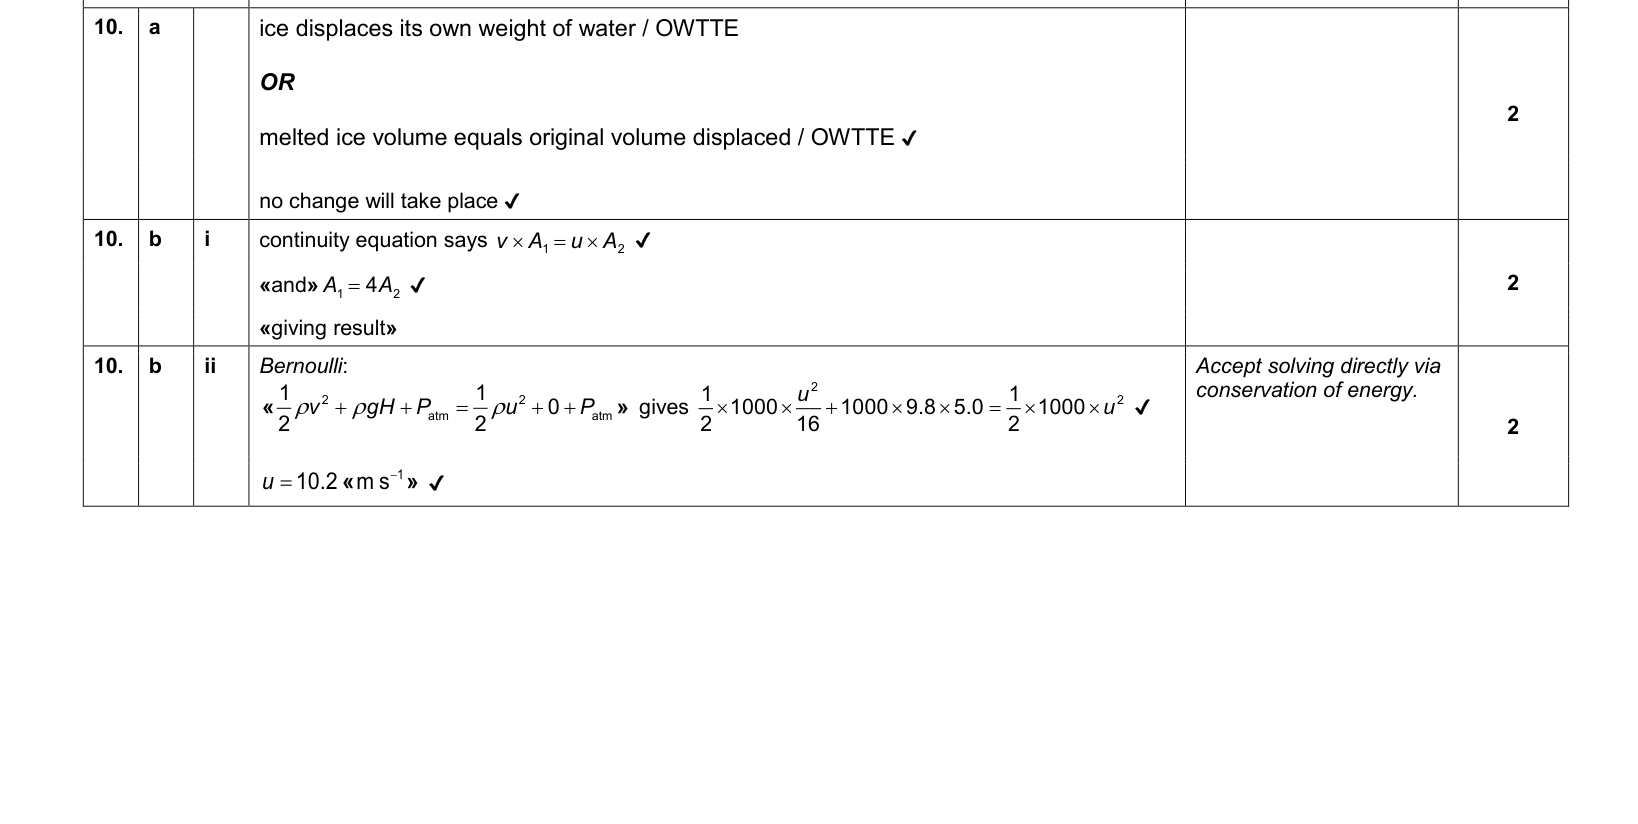 10. a ice displaces its own weight of water / OWTTE
OR
melted ice volume equals original volume displaced / OWTTE ✓
2
no change will take place ✓
10. b i continuity equation says v × A₁ = u × A₂ ✓
«and» A₁ = 4A₂ ✓
2
«giving result»
10. b ii Bernoulli:
Accept solving directly via
conservation of energy.
«1/2 ρv² + ρgH + Patm = 1/2 ρu² + 0 + Patm» gives 1/2 × 1000 × u²/16 + 1000 × 9.8 × 5.0 = 1/2 × 1000 × u² ✓
2
u = 10.2 «m s⁻¹» ✓